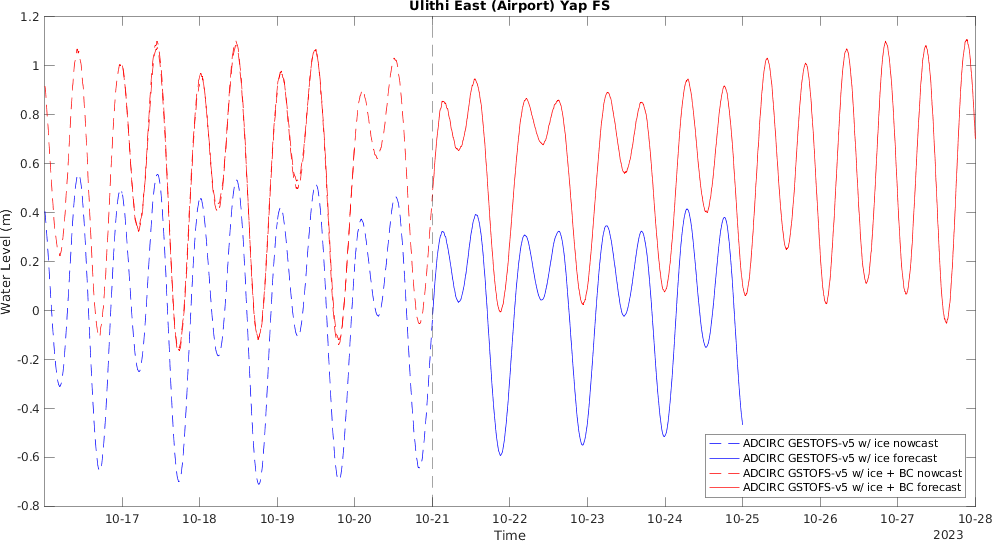 Ulithi East (Airport) Yap FS
1.2
1
0.8
0.6
0.4
0.2
0
-0.2
-0.4
-0.6
-0.8
Water Level (m)
ADCIRC GESTOFS-v5 w/ ice nowcast
ADCIRC GESTOFS-v5 w/ ice forecast
ADCIRC GSTOFS-v5 w/ ice + BC nowcast
ADCIRC GSTOFS-v5 w/ ice + BC forecast
10-17 10-18 10-19 10-20 10-21 10-22 10-23 10-24 10-25 10-26 10-27 10-28
Time
2023